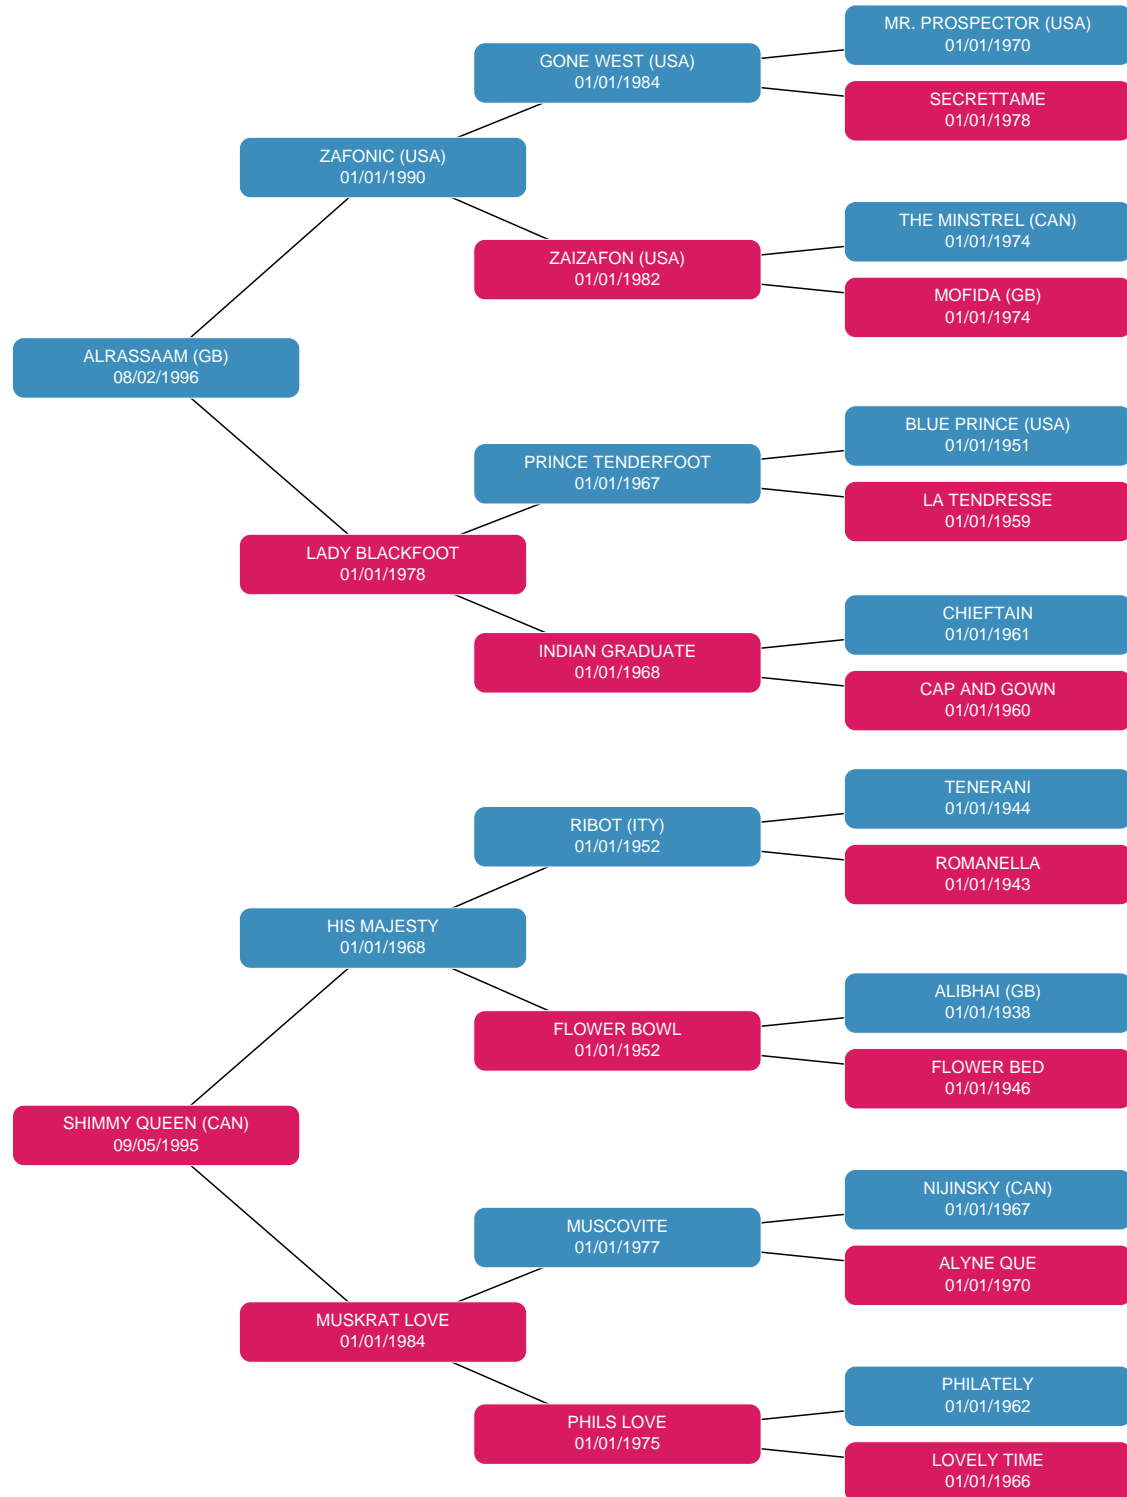 MR. PROSPECTOR (USA)
01/01/1970
GONE WEST (USA)
01/01/1984
SECRETTAME
01/01/1978
ZAFONIC (USA)
01/01/1990
THE MINSTREL (CAN)
01/01/1974
ZAIZAFON (USA)
01/01/1982
MOFIDA (GB)
01/01/1974
ALRASSAAM (GB)
08/02/1996
BLUE PRINCE (USA)
01/01/1951
PRINCE TENDERFOOT
01/01/1967
LA TENDRESSE
01/01/1959
LADY BLACKFOOT
01/01/1978
CHIEFTAIN
01/01/1961
INDIAN GRADUATE
01/01/1968
CAP AND GOWN
01/01/1960
TENERANI
01/01/1944
RIBOT (ITY)
01/01/1952
ROMANELLA
01/01/1943
HIS MAJESTY
01/01/1968
ALIBHAI (GB)
01/01/1938
FLOWER BOWL
01/01/1952
FLOWER BED
01/01/1946
SHIMMY QUEEN (CAN)
09/05/1995
NIJINSKY (CAN)
01/01/1967
MUSCOVITE
01/01/1977
ALYNE QUE
01/01/1970
MUSKRAT LOVE
01/01/1984
PHILATELY
01/01/1962
PHILS LOVE
01/01/1975
LOVELY TIME
01/01/1966